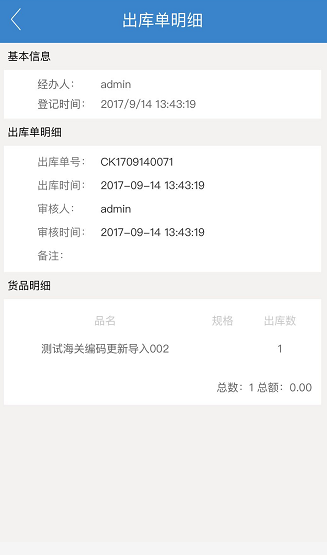 出库单明细
基本信息
经办人： admin
登记时间： 2017/9/14 13:43:19
出库单明细
出库单号： CK1709140071
出库时间： 2017-09-14 13:43:19
审核人： admin
审核时间： 2017-09-14 13:43:19
备注：
货品明细
品名 规格 出库数
测试海关编码更新导入002 1
总数：1 总额：0.00